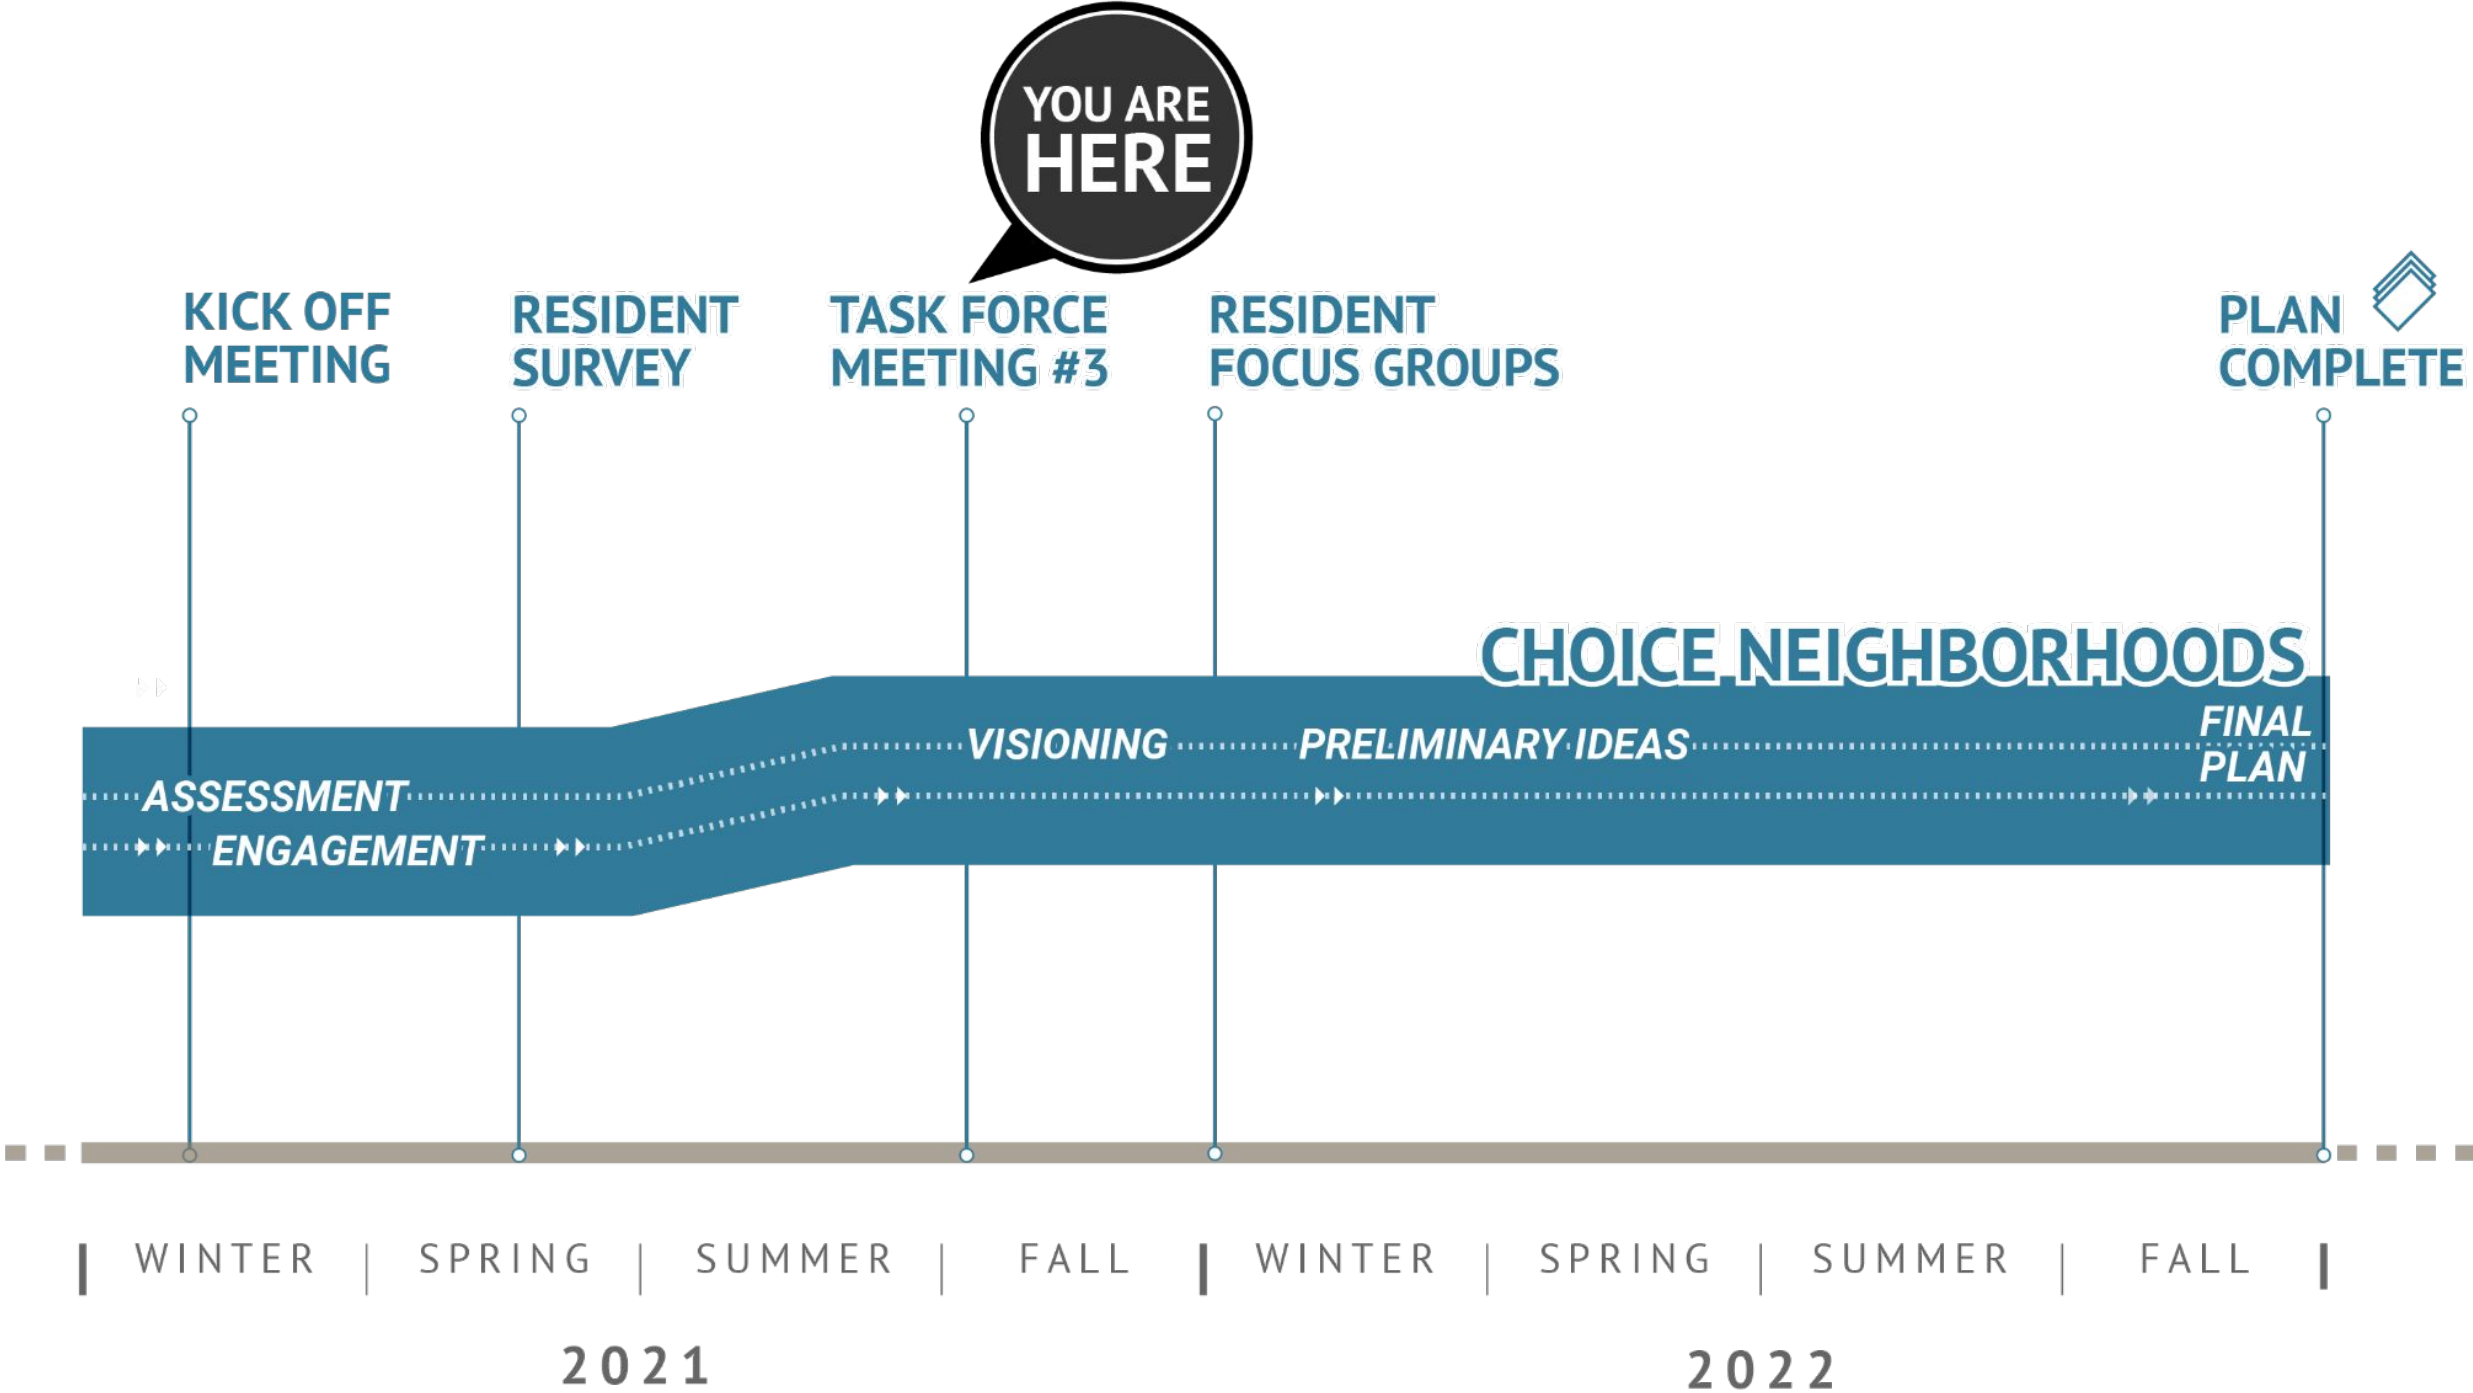 YOU ARE
HERE
KICK OFF
MEETING
RESIDENT
SURVEY
TASK FORCE
MEETING #3
RESIDENT
FOCUS GROUPS
PLAN
COMPLETE
CHOICE NEIGHBORHOODS
ASSESSMENT
ENGAGEMENT
VISIONING
PRELIMINARY IDEAS
FINAL
PLAN
WINTER
SPRING
SUMMER
FALL
WINTER
SPRING
SUMMER
FALL
2021
2022